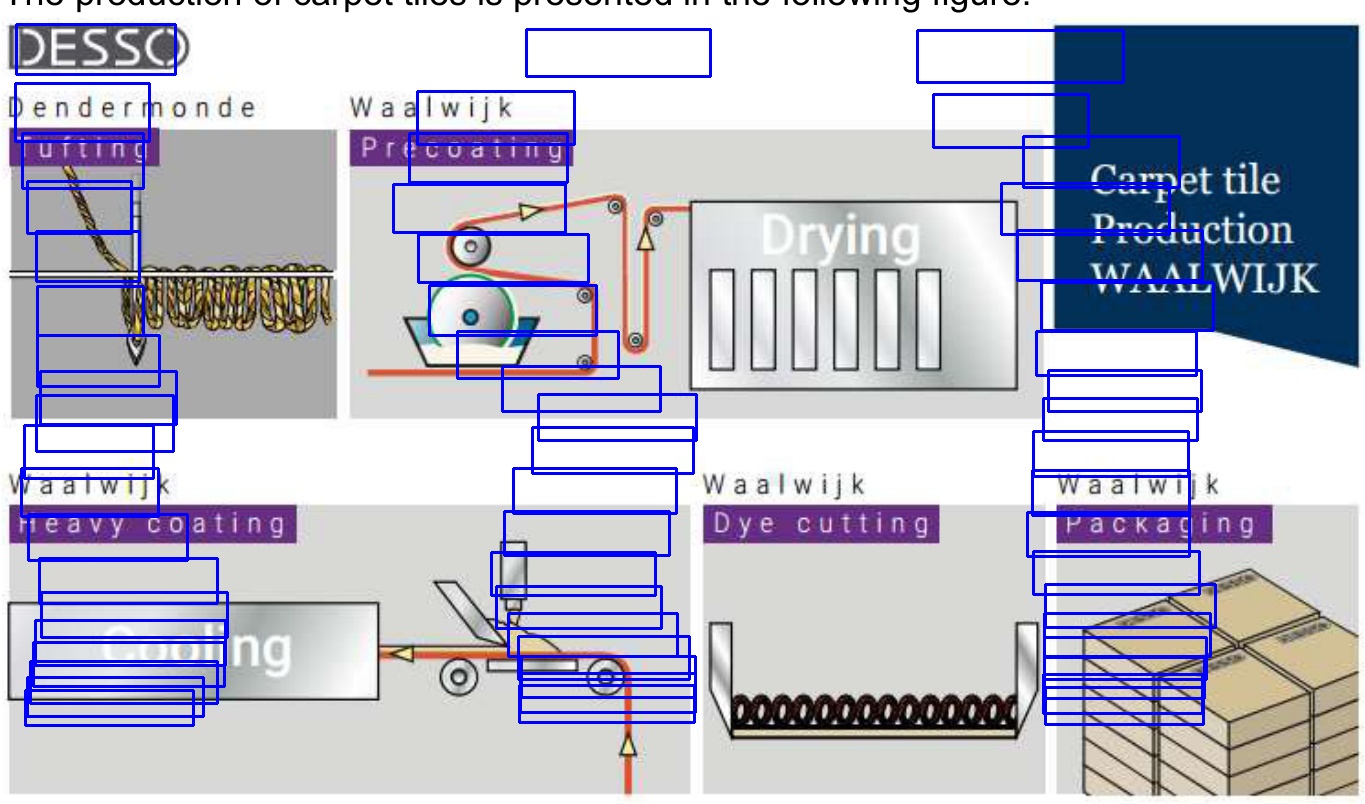 The production of carpet tiles is presented in the following figure.
DESSO
Dendermonde
Tufting
Waalwijk
Precoating
Drying
Carpet tile
Production
WAALWIJK
Waalwijk
Heavy coating
Cooling
Waalwijk
Dye cutting
Waalwijk
Packaging